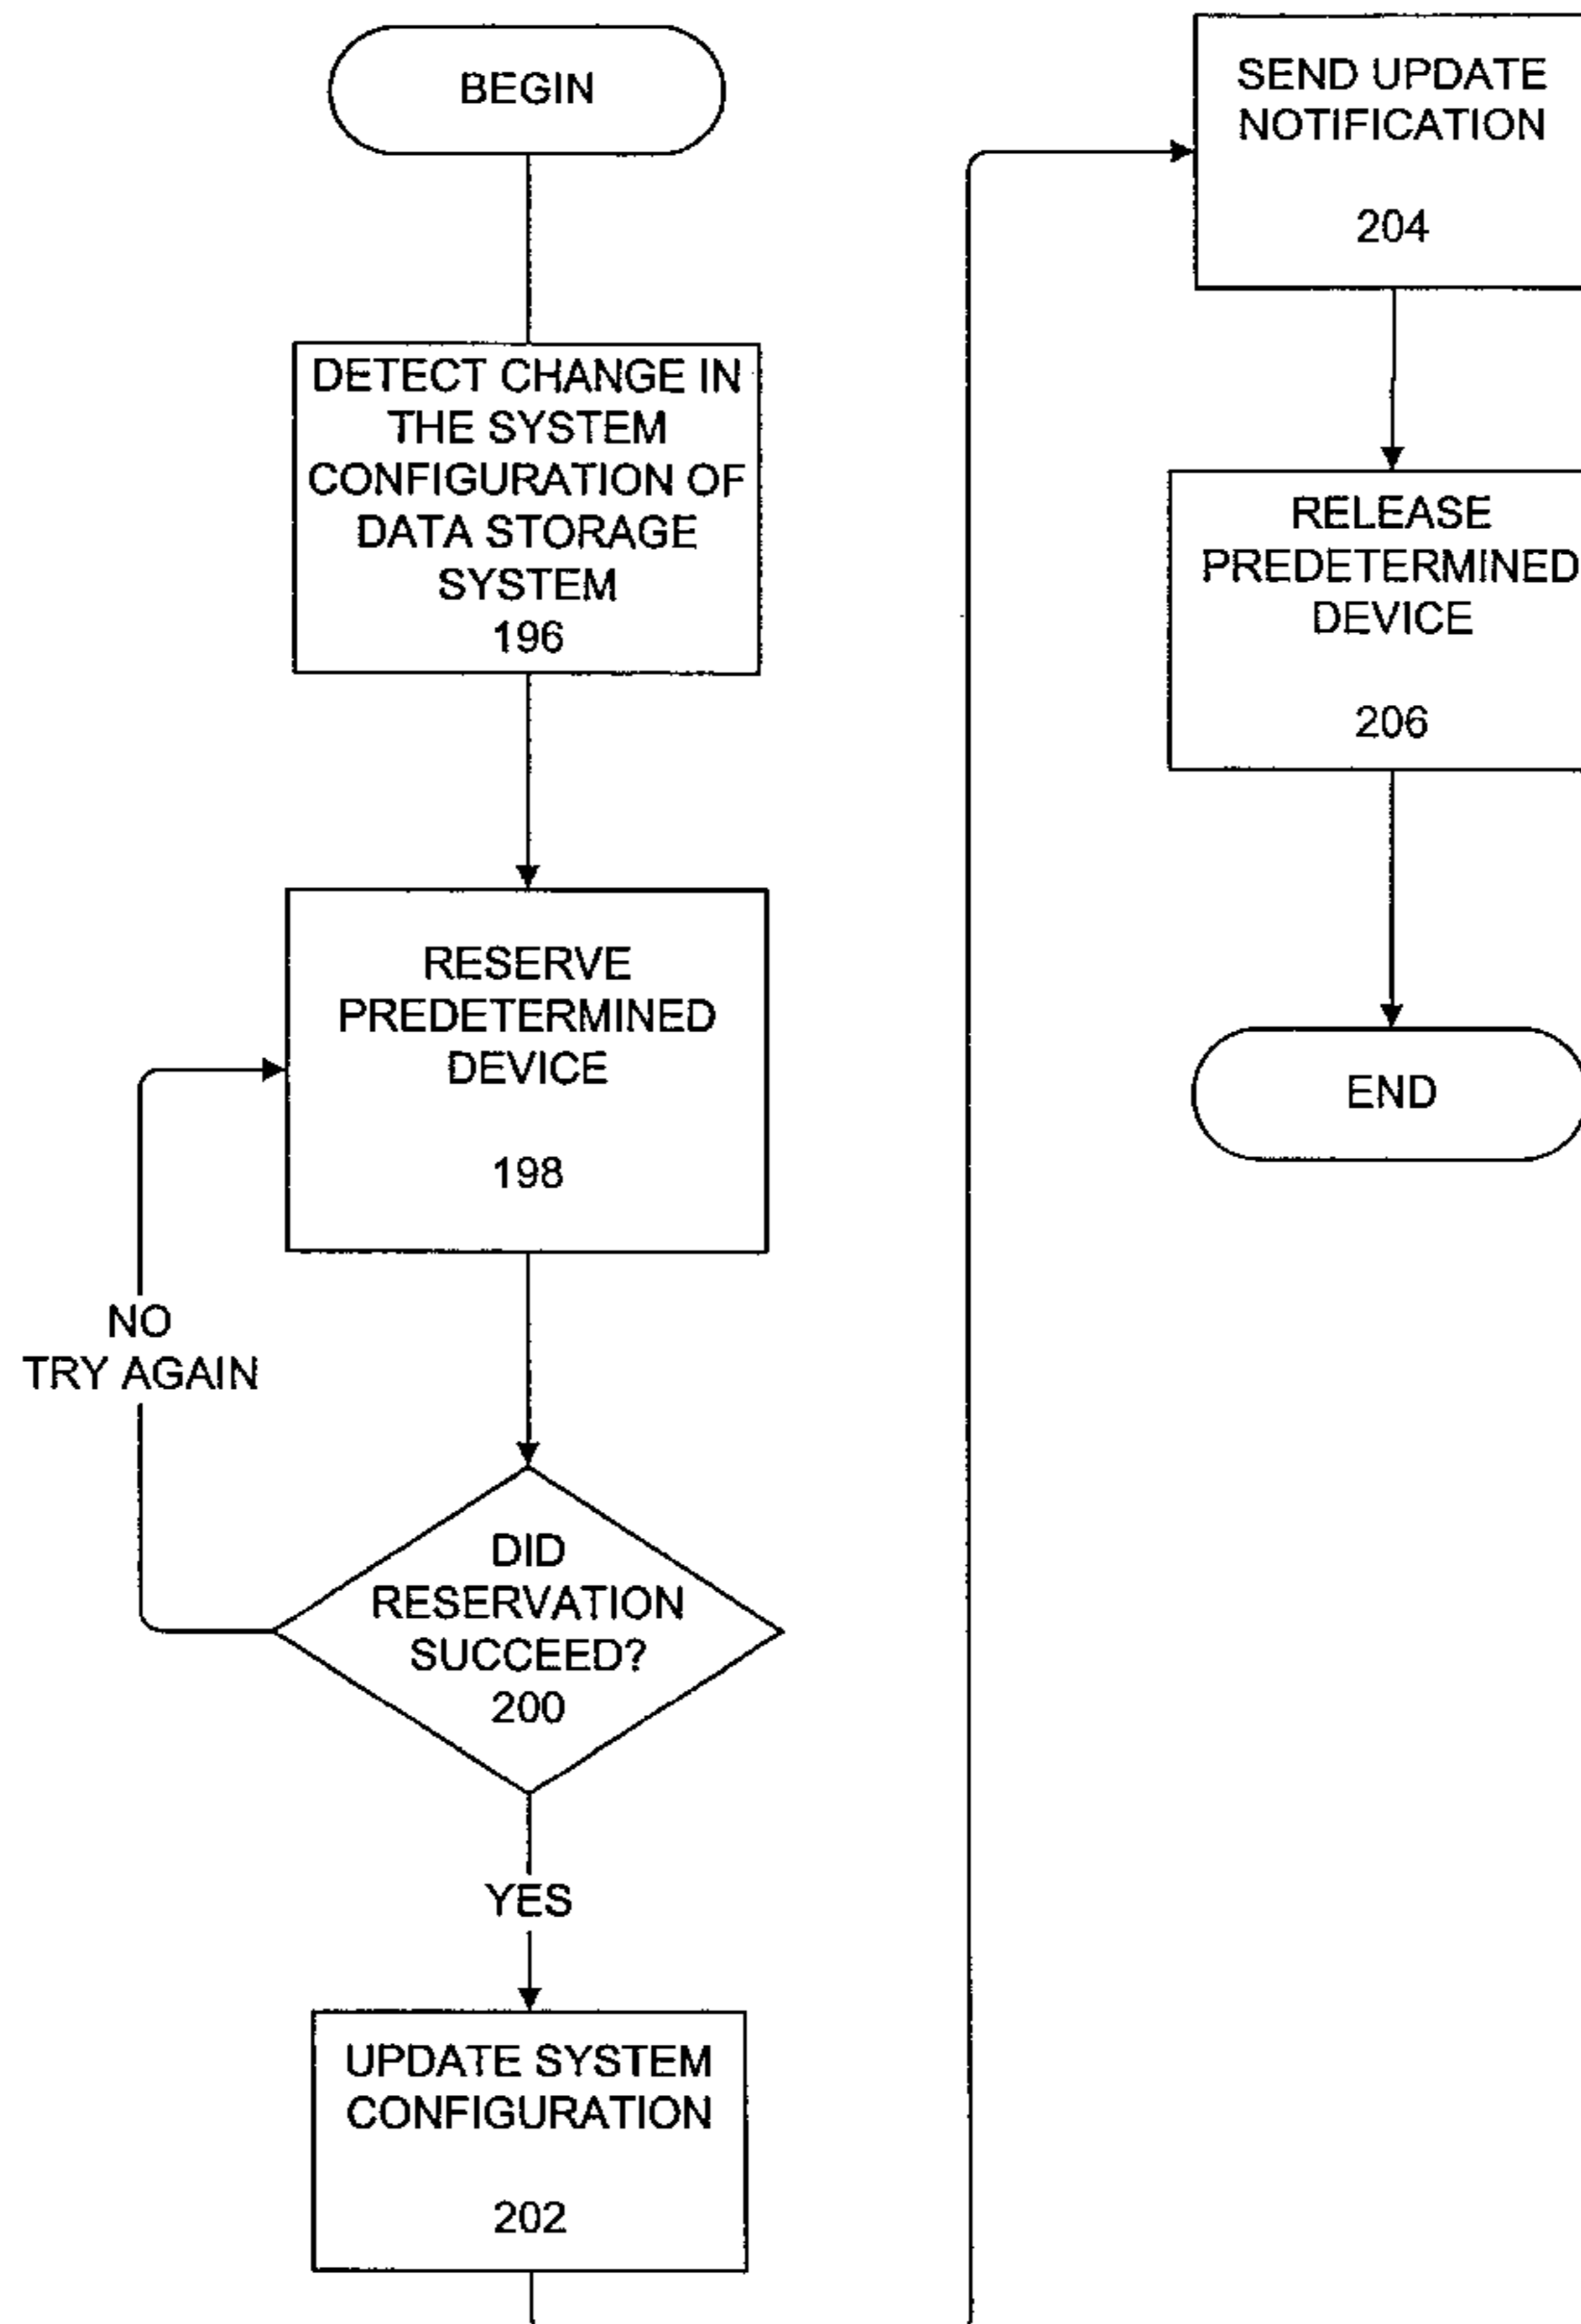 BEGIN
DETECT CHANGE IN
THE SYSTEM
CONFIGURATION OF
DATA STORAGE
SYSTEM
196
RESERVE
PREDETERMINED
DEVICE
198
NO
TRY AGAIN
DID
RESERVATION
SUCCEED?
200
YES
UPDATE SYSTEM
CONFIGURATION
202
SEND UPDATE
NOTIFICATION
204
RELEASE
PREDETERMINED
DEVICE
206
END